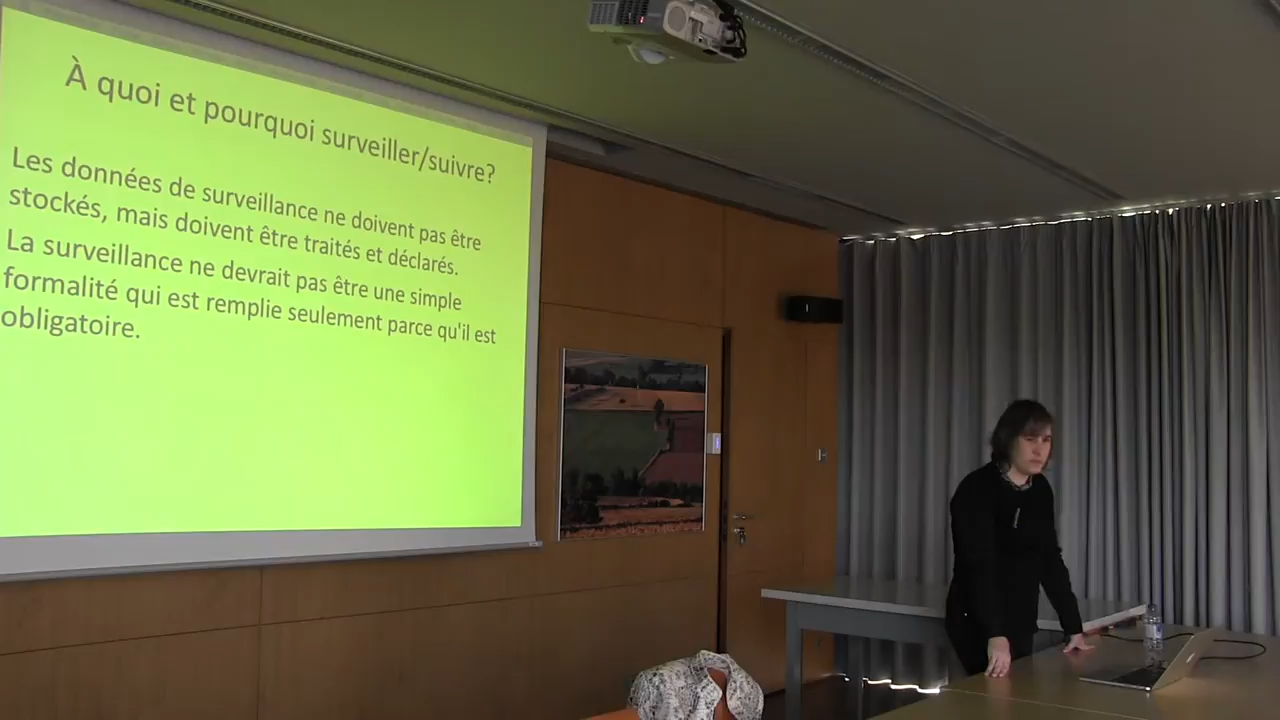 À quoi et pourquoi surveiller/suivre?
Les données de surveillance ne doivent pas être
stockés, mais doivent être traités et déclarés.
La surveillance ne devrait pas être une simple
formalité qui est remplie seulement parce qu'il est
obligatoire.